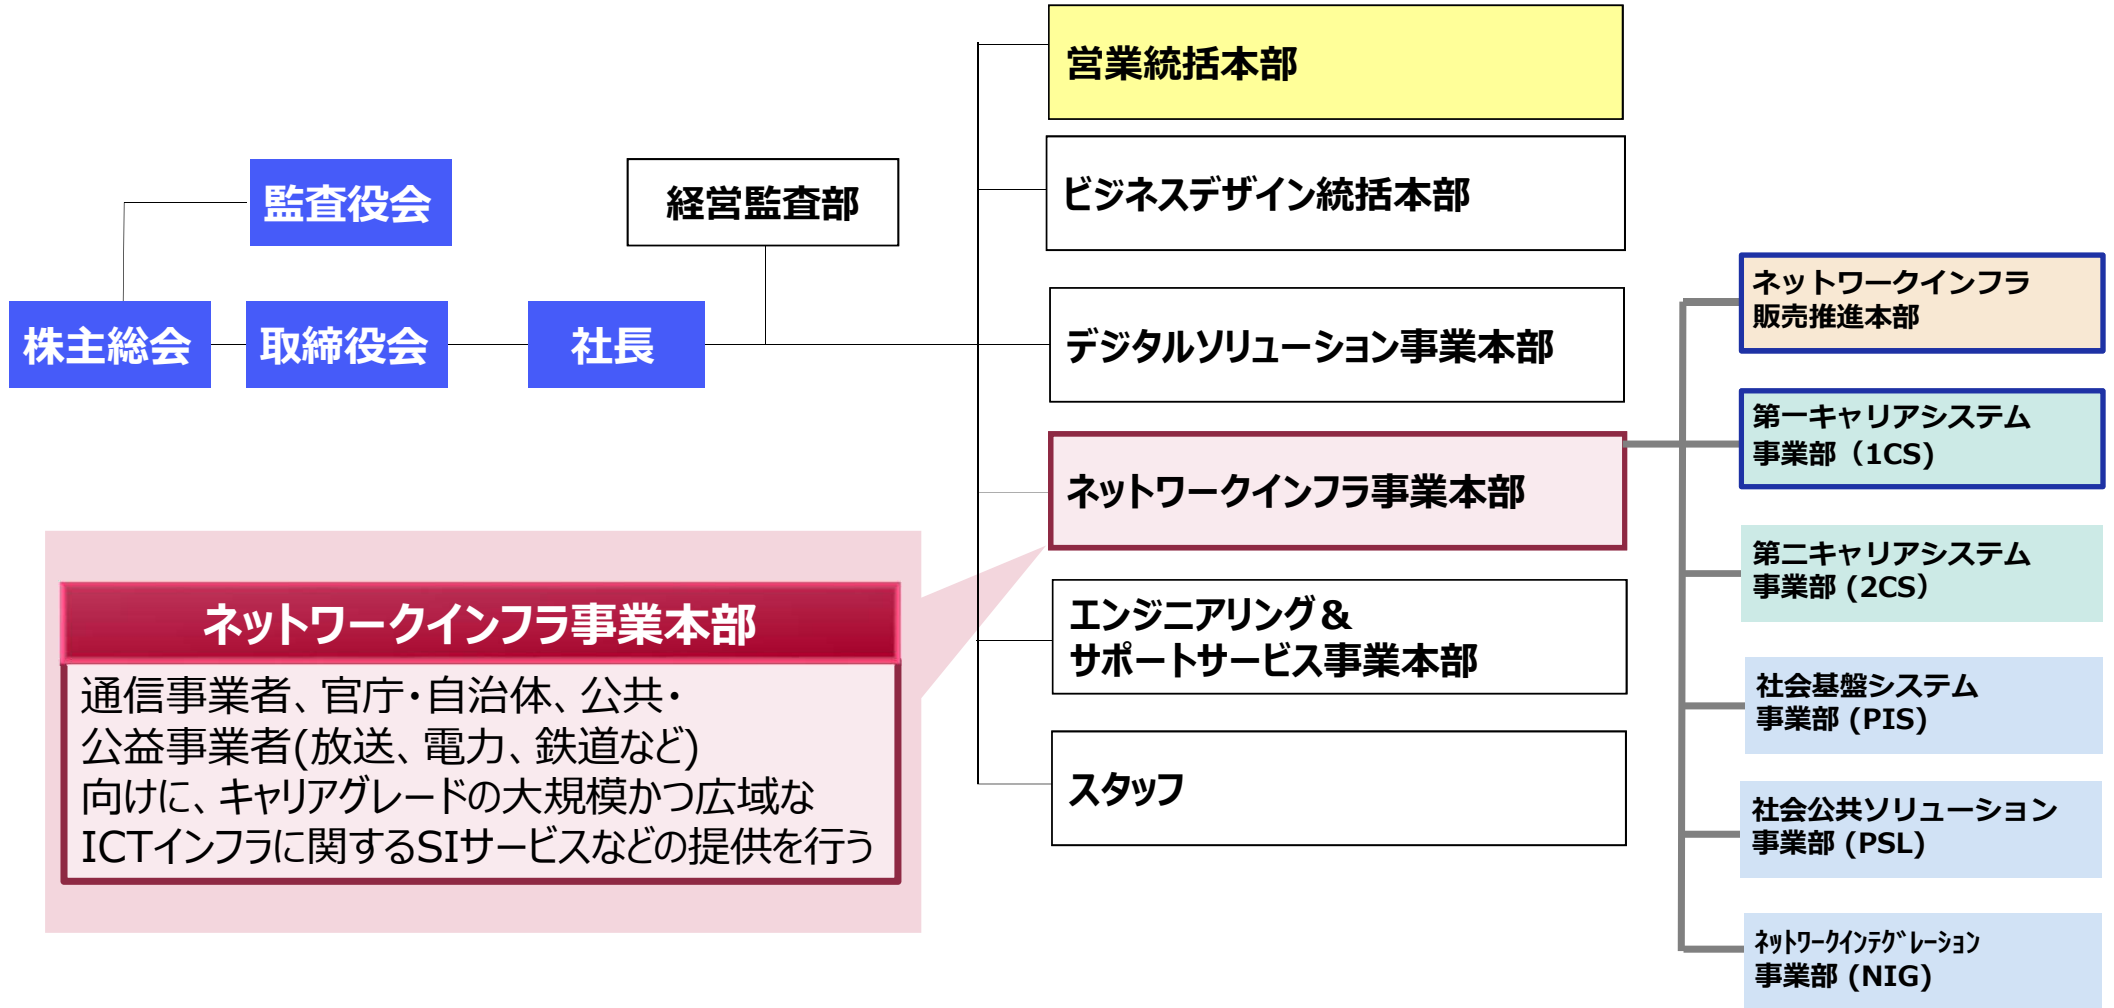 監査役会
株主総会
取締役会
社長
経営監査部
営業統括本部
ビジネスデザイン統括本部
デジタルソリューション事業本部
ネットワークインフラ事業本部
エンジニアリング＆
サポートサービス事業本部
スタッフ
ネットワークインフラ
販売推進本部
第一キャリアシステム
事業部（1CS)
第二キャリアシステム
事業部 (2CS）
社会基盤システム
事業部 (PIS)
社会公共ソリューション
事業部 (PSL)
ﾈｯﾄﾜｰｸｲﾝﾃｸﾞﾚｰｼｮﾝ
事業部 (NIG)
ネットワークインフラ事業本部
通信事業者、官庁・自治体、公共・
公益事業者(放送、電力、鉄道など)
向けに、キャリアグレードの大規模かつ広域な
ICTインフラに関するSIサービスなどの提供を行う